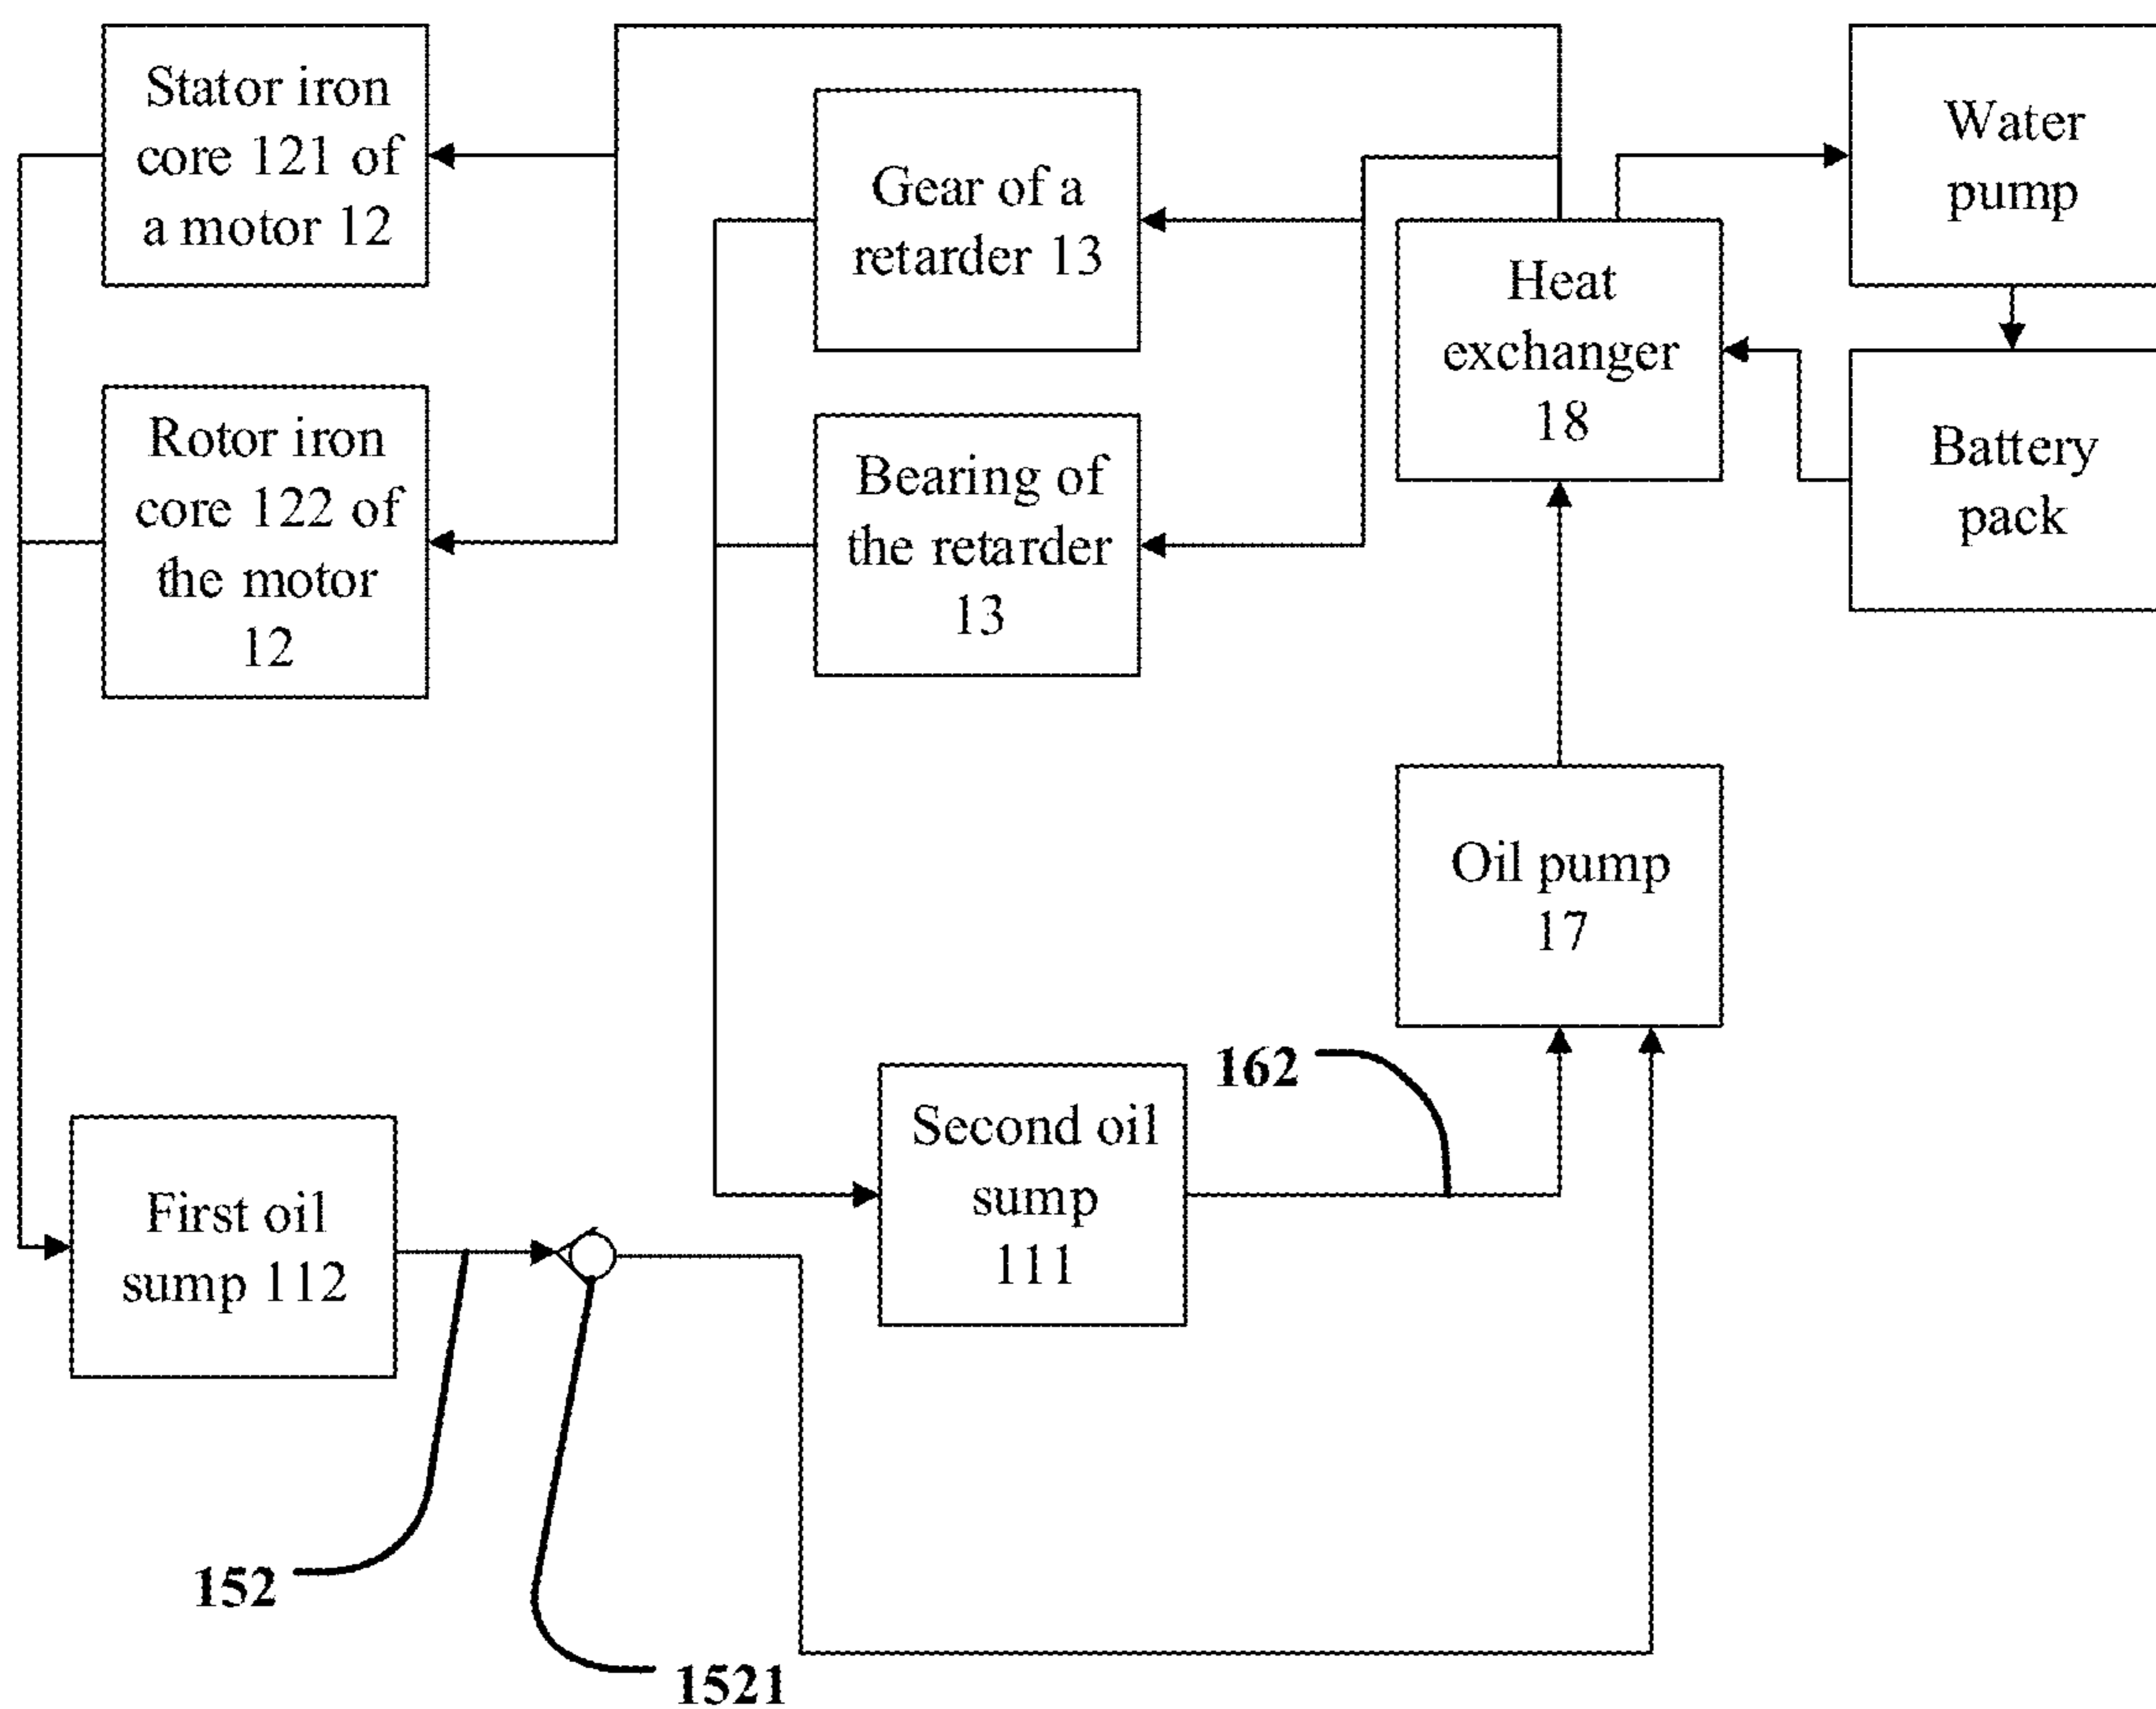 Stator iron
core 121 of
a motor 12
Gear of a
retarder 13
Water
pump
Heat
exchanger
18
Rotor iron
core 122 of
the motor
12
Bearing of
the retarder
13
Battery
pack
Oil pump
17
162
Second oil
sump
111
First oil
sump 112
152
1521